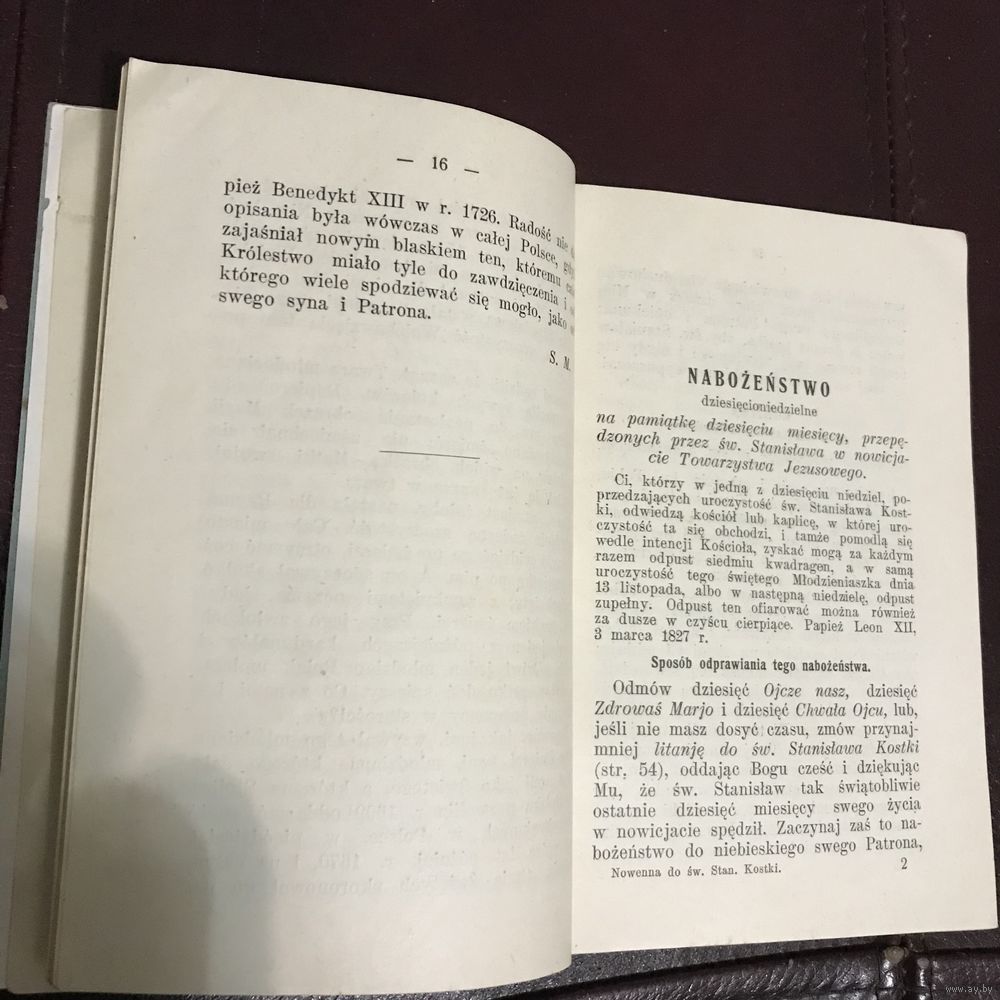 — 16 —
pież Benedykt XIII w r. 1726. Radość nie
opisania była wówczas w całej Polsce,
zajaśniał nowym blaskiem ten, któremu
Królestwo miało tyle do zawdzięczenia i
którego wiele spodziewać się mogło, jako
swego syna i Patrona.
S. M.
NABOŻEŃSTWO
dziesięcioniedzielne
na pamiątkę dziesięciu miesięcy, przepę-
dzonych przez św. Stanisława w nowicja-
cie Towarzystwa Jezusowego.
Ci, którzy w jedną z dziesięciu niedziel, po-
przedzających uroczystość św. Stanisława Kost-
ki, odwiedzą kościół lub kaplicę, w której uro-
czystość ta się obchodzi, i tamże pomodlą się
wedle intencji Kościoła, zyskać mogą za każdym
razem odpust siedmiu kwadragen, a w samą
uroczystość tego świętego Młodzieniaszka dnia
13 listopada, albo w następną niedzielę, odpust
zupełny. Odpust ten ofiarować można również
za dusze w czyścu cierpiące. Papież Leon XII,
3 marca 1827 r.
Sposób odprawiania tego nabożeństwa.
Odmów dziesięć Ojcze nasz, dziesięć
Zdrowaś Marjo i dziesięć Chwała Ojcu, lub,
jeśli nie masz dosyć czasu, zmów przynaj-
mniej litanję do św. Stanisława Kostki
(str. 54), oddając Bogu cześć i dziękując
Mu, że św. Stanisław tak świątobliwie
ostatnie dziesięć miesięcy swego życia
w nowicjacie spędził. Zaczynaj zaś to na-
bożeństwo do niebieskiego swego Patrona,
Nowenna do św. Stan. Kostki. 2
www.ay.by